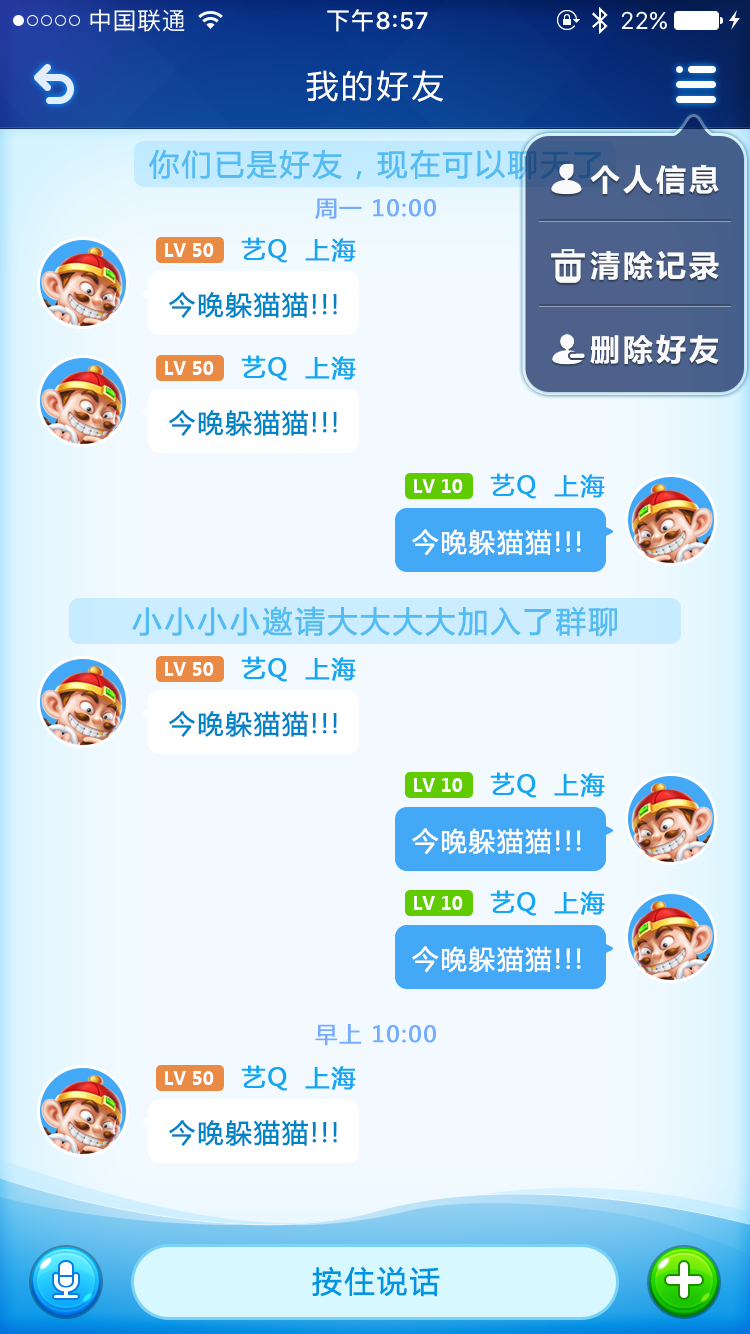 中国联通
下午8:57
22%
我的好友
你们已是好友，现在可以聊天了
个人信息
清除记录
删除好友
周一 10:00
LV 50 艺Q 上海
今晚躲猫猫!!!
LV 50 艺Q 上海
今晚躲猫猫!!!
LV 10 艺Q 上海
今晚躲猫猫!!!
小小小小邀请大大大大加入了群聊
LV 50 艺Q 上海
今晚躲猫猫!!!
LV 10 艺Q 上海
今晚躲猫猫!!!
LV 10 艺Q 上海
今晚躲猫猫!!!
早上 10:00
LV 50 艺Q 上海
今晚躲猫猫!!!
按住说话